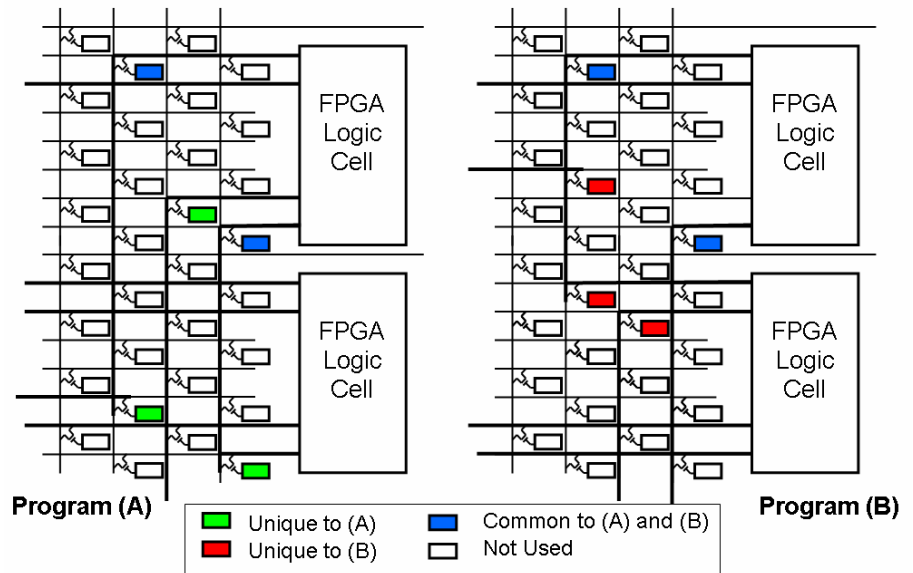 FPGA
Logic
Cell
FPGA
Logic
Cell
FPGA
Logic
Cell
FPGA
Logic
Cell
Program (A)
Program (B)
Unique to (A)
Common to (A) and (B)
Unique to (B)
Not Used